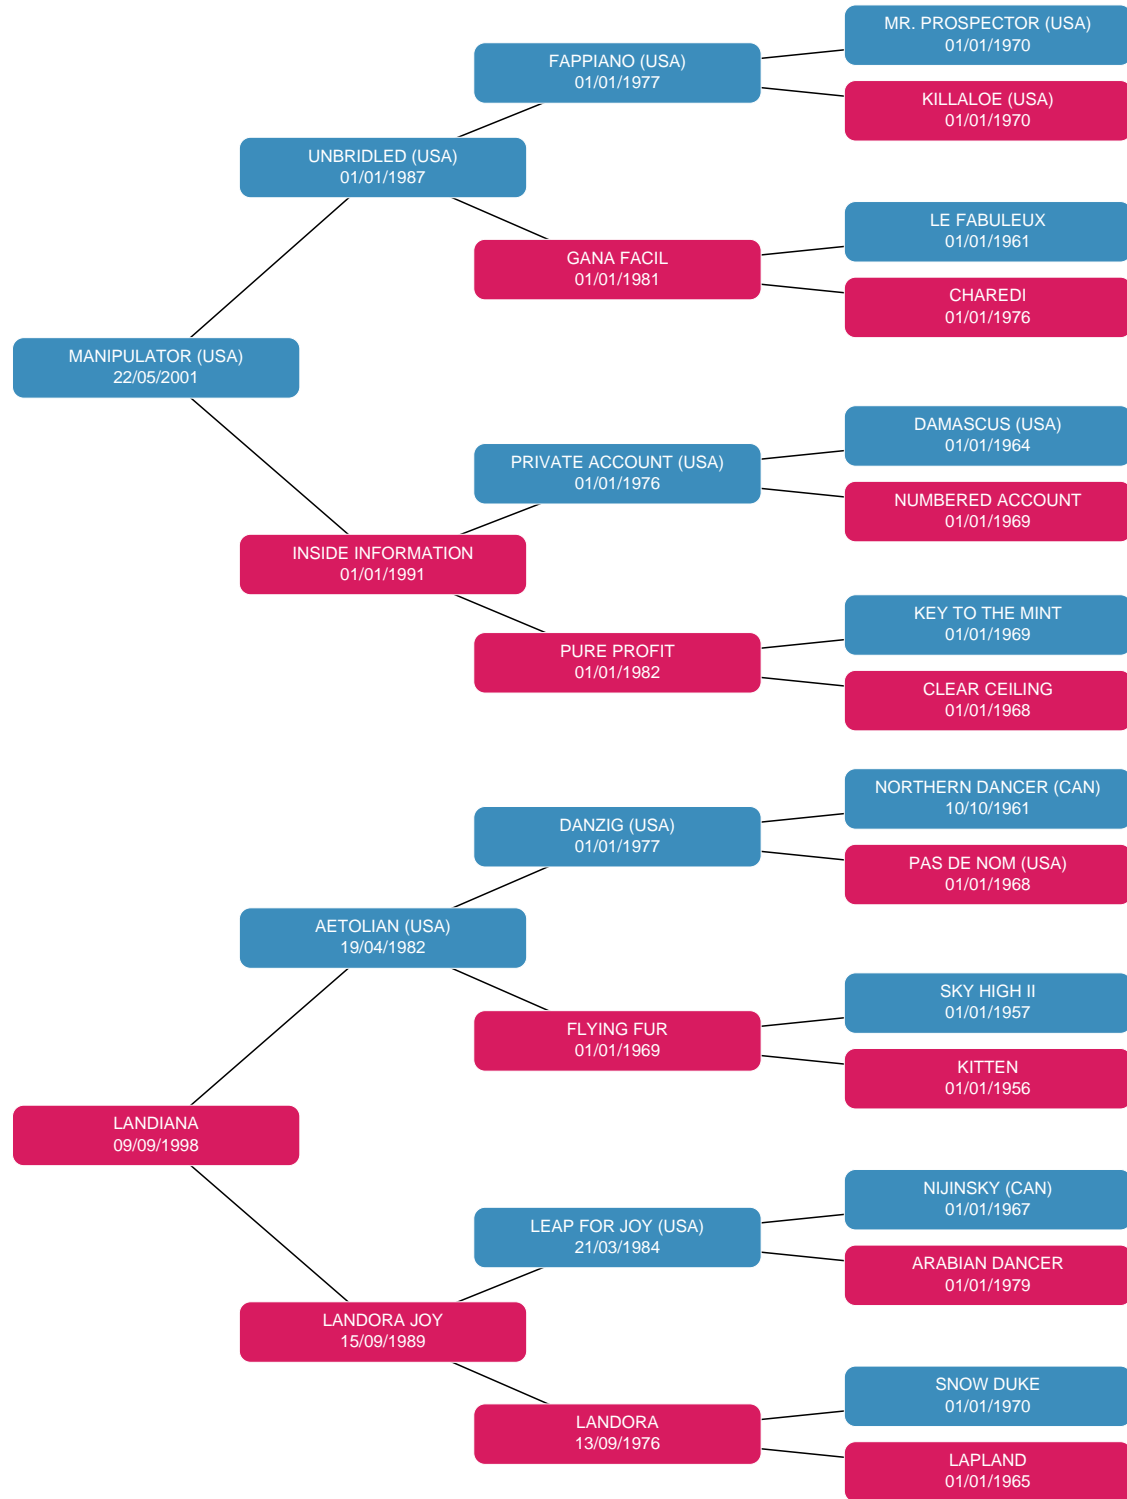 MR. PROSPECTOR (USA)
01/01/1970
FAPPIANO (USA)
01/01/1977
KILLALOE (USA)
01/01/1970
UNBRIDLED (USA)
01/01/1987
LE FABULEUX
01/01/1961
GANA FACIL
01/01/1981
CHAREDI
01/01/1976
MANIPULATOR (USA)
22/05/2001
DAMASCUS (USA)
01/01/1964
PRIVATE ACCOUNT (USA)
01/01/1976
NUMBERED ACCOUNT
01/01/1969
INSIDE INFORMATION
01/01/1991
KEY TO THE MINT
01/01/1969
PURE PROFIT
01/01/1982
CLEAR CEILING
01/01/1968
NORTHERN DANCER (CAN)
10/10/1961
DANZIG (USA)
01/01/1977
PAS DE NOM (USA)
01/01/1968
AETOLIAN (USA)
19/04/1982
SKY HIGH II
01/01/1957
FLYING FUR
01/01/1969
KITTEN
01/01/1956
LANDIANA
09/09/1998
NIJINSKY (CAN)
01/01/1967
LEAP FOR JOY (USA)
21/03/1984
ARABIAN DANCER
01/01/1979
LANDORA JOY
15/09/1989
SNOW DUKE
01/01/1970
LANDORA
13/09/1976
LAPLAND
01/01/1965